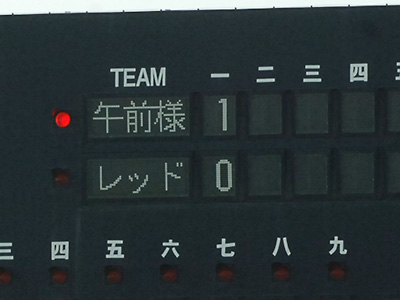 TEAM 一 二 三 四
午前様 1
レッド 0
三 四 五 六 七 八 九